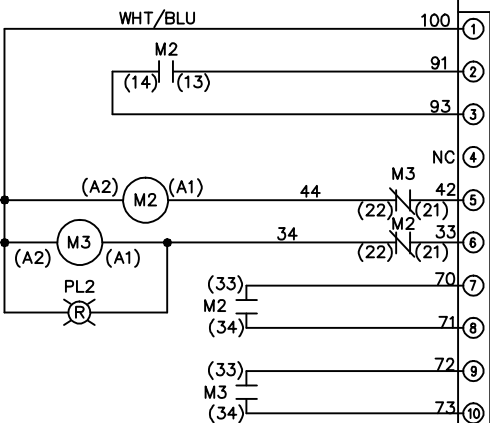 WHT/BLU 100 1
M2
91 2
(14) (13)
93 3
NC 4
M3
(A2) M2 (A1) 44 42 5
(22) (21)
M2
M3 34 33 6
(A2) (A1) (22) (21)
PL2
R
(33) 70 7
M2
(34) 71 8
(33) 72 9
M3
(34) 73 10